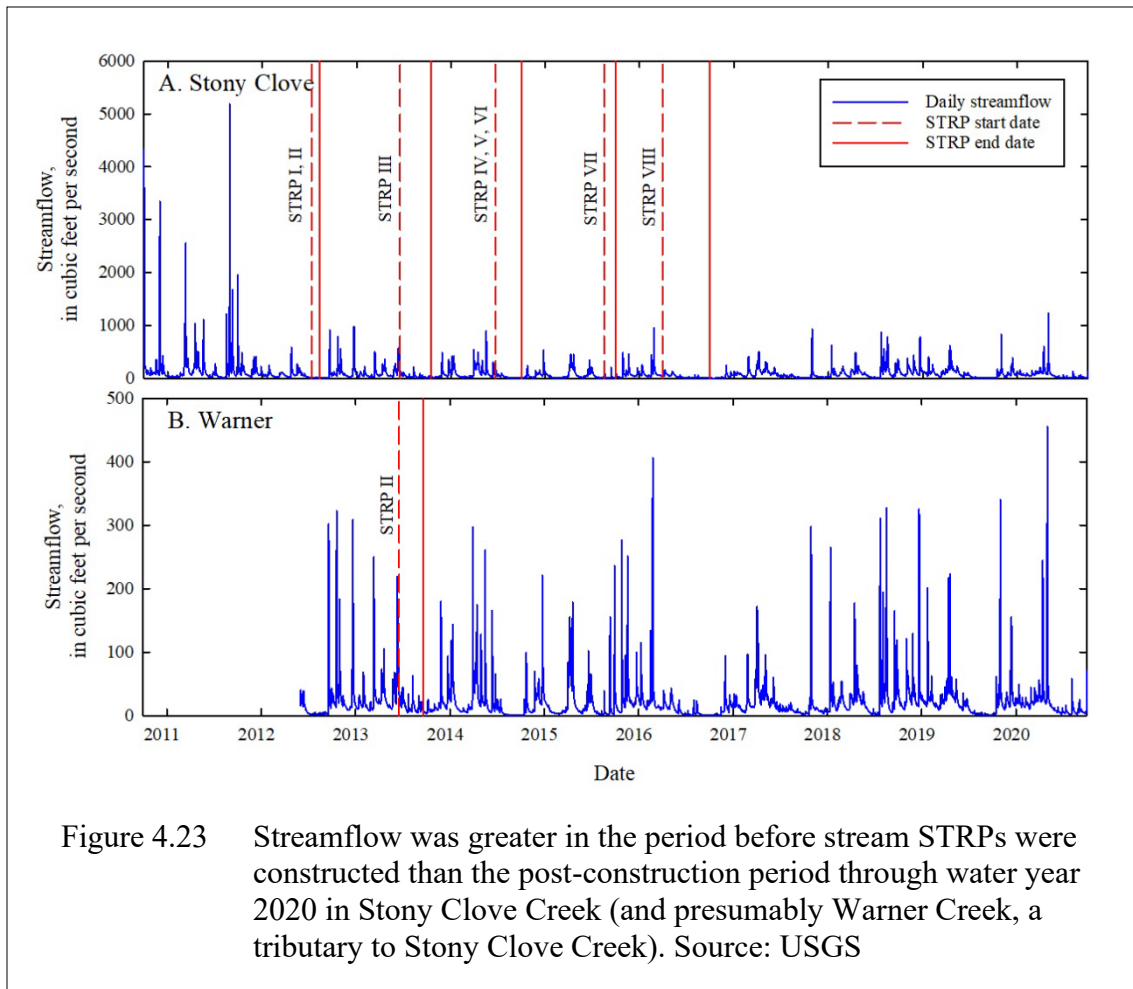 6000
A. Stony Clove
Daily streamflow
STRP start date
STRP end date
5000
4000
3000
2000
1000
0
Streamflow,
in cubic feet per second
STRP I, II
STRP III
STRP IV, V, VI
STRP VII
STRP VIII
500
B. Warner
400
300
200
100
0
Streamflow,
in cubic feet per second
STRP II
2011 2012 2013 2014 2015 2016 2017 2018 2019 2020
Date
Figure 4.23 Streamflow was greater in the period before stream STRPs were
constructed than the post-construction period through water year
2020 in Stony Clove Creek (and presumably Warner Creek, a
tributary to Stony Clove Creek). Source: USGS